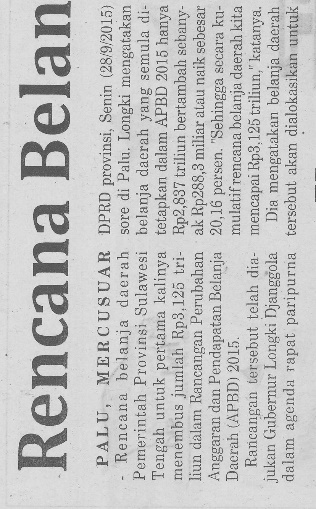 Rencana Belan
PALU, MERCUSUAR
- Rencana belanja daerah
Pemerintah Provinsi Sulawesi
Tengah untuk pertama kalinya
menembus jumlah Rp3,125 tri-
liun dalam Rancangan Perubahan
Anggaran dan Pendapatan Belanja
Daerah (APBD) 2015.
Rancangan tersebut telah dia-
jukan Gubernur Longki Djanggola
dalam agenda rapat paripurna
DPRD provinsi, Senin (28/9/2015)
sore di Palu. Longki mengatakan
belanja daerah yang semula di-
tetapkan dalam APBD 2015 hanya
Rp2,837 triliun bertambah sebany-
ak Rp288,3 miliar atau naik sebesar
20,16 persen. "Sehingga secara ku-
mulatif rencana belanja daerah kita
mencapai Rp3,125 triliun," katanya.
Dia mengatakan belanja daerah
tersebut akan dialokasikan untuk